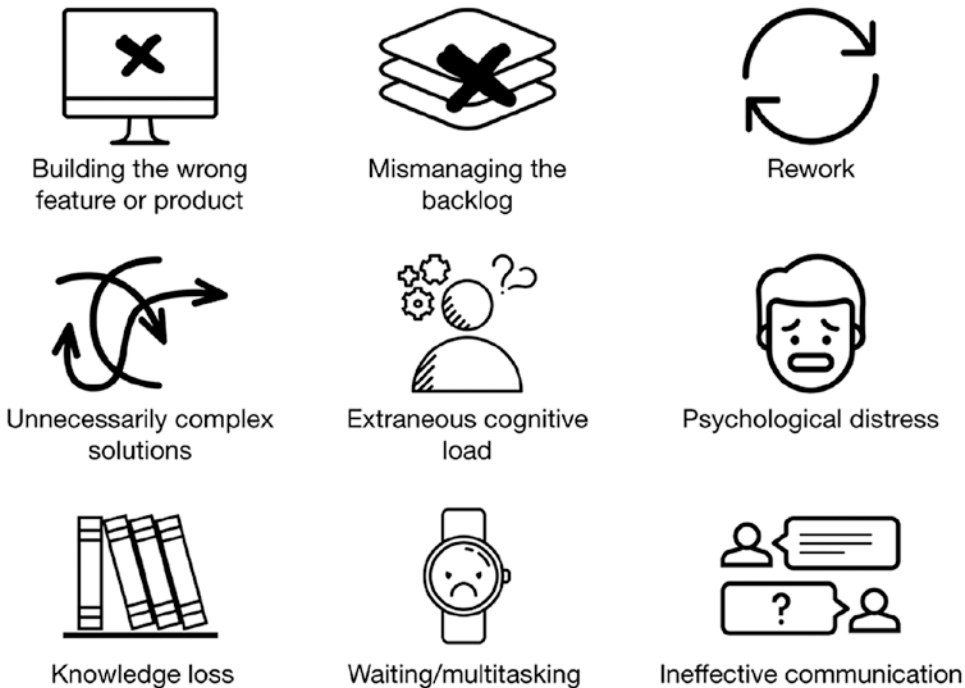 Building the wrong
feature or product
Mismanaging the
backlog
Rework
Unnecessarily complex
solutions
Extraneous cognitive
load
Psychological distress
Knowledge loss
Waiting/multitasking
?
Ineffective communication